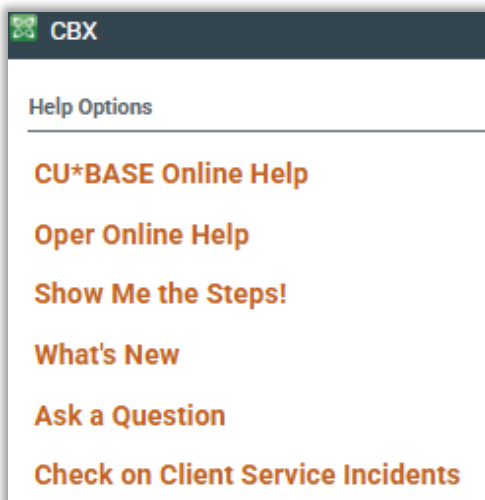 CBX
Help Options
CU*BASE Online Help
Oper Online Help
Show Me the Steps!
What's New
Ask a Question
Check on Client Service Incidents